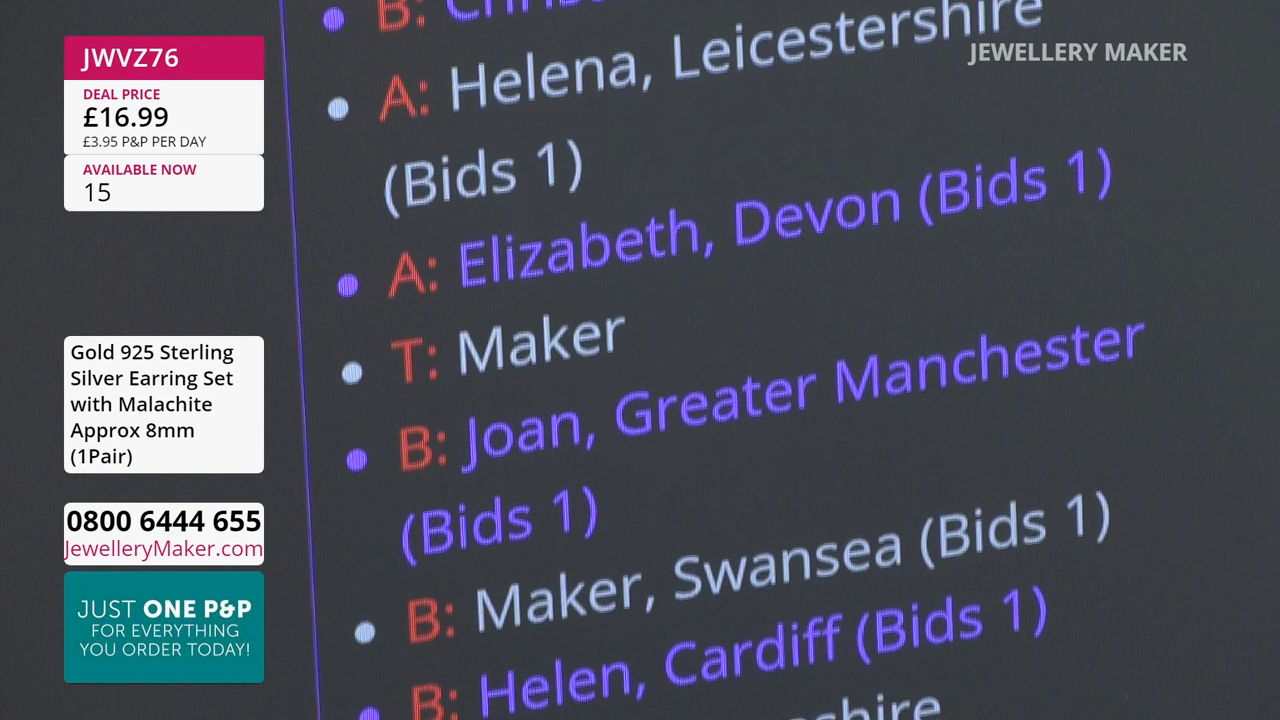 JWVZ76
DEAL PRICE
£16.99
£3.95 P&P PER DAY
AVAILABLE NOW
15
Gold 925 Sterling
Silver Earring Set
with Malachite
Approx 8mm
(1Pair)
0800 6444 655
JewelleryMaker.com
JUST ONE P&P
FOR EVERYTHING
YOU ORDER TODAY!
JEWELLERY MAKER
B:
A: Helena, Leicestershire
(Bids 1)
A: Elizabeth, Devon (Bids 1)
T: Maker
B: Joan, Greater Manchester
(Bids 1)
B: Maker, Swansea (Bids 1)
B: Helen, Cardiff (Bids 1)